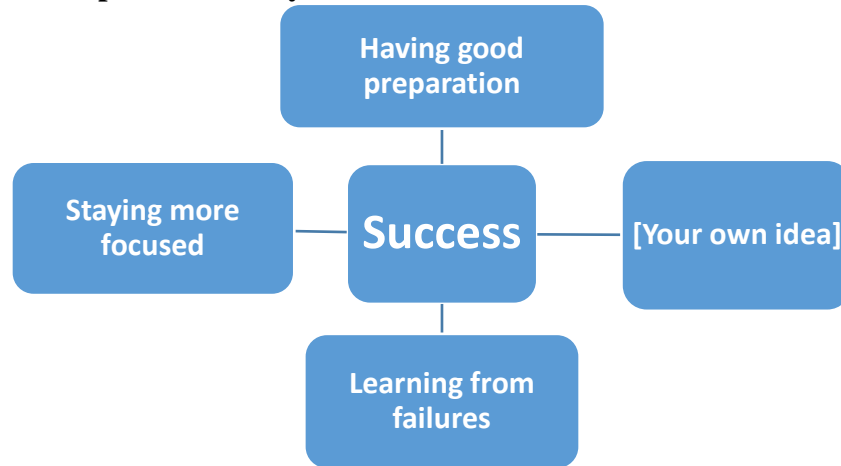 Having good
preparation
Staying more
focused
Success
[Your own idea]
Learning from
failures